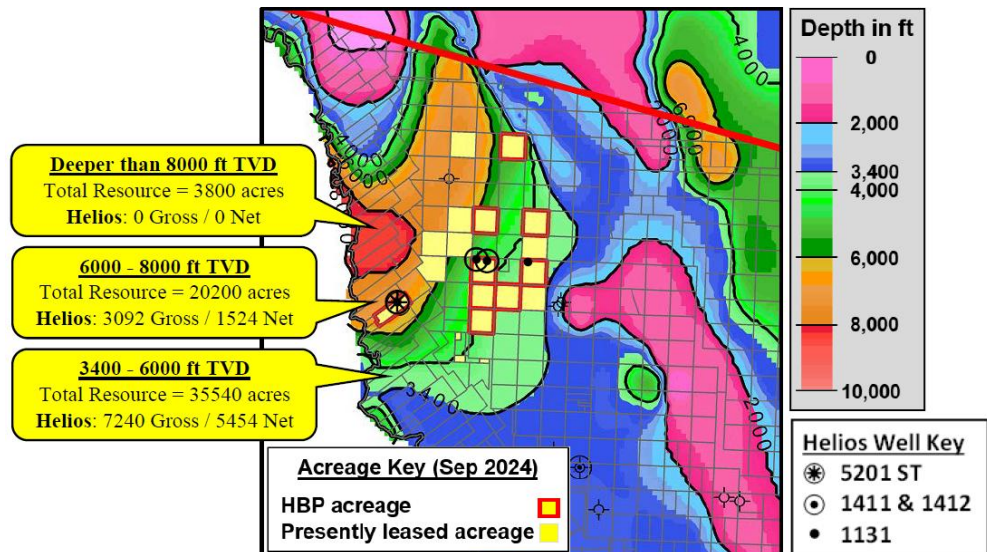 Deeper than 8000 ft TVD
Total Resource = 3800 acres
Helios: 0 Gross / 0 Net
6000 - 8000 ft TVD
Total Resource = 20200 acres
Helios: 3092 Gross / 1524 Net
3400 - 6000 ft TVD
Total Resource = 35540 acres
Helios: 7240 Gross / 5454 Net
4000
3400
2000
Acreage Key (Sep 2024)
HBP acreage
Presently leased acreage
Depth in ft
0
2,000
3,400
4,000
6,000
8,000
10,000
Helios Well Key
5201 ST
1411 & 1412
1131